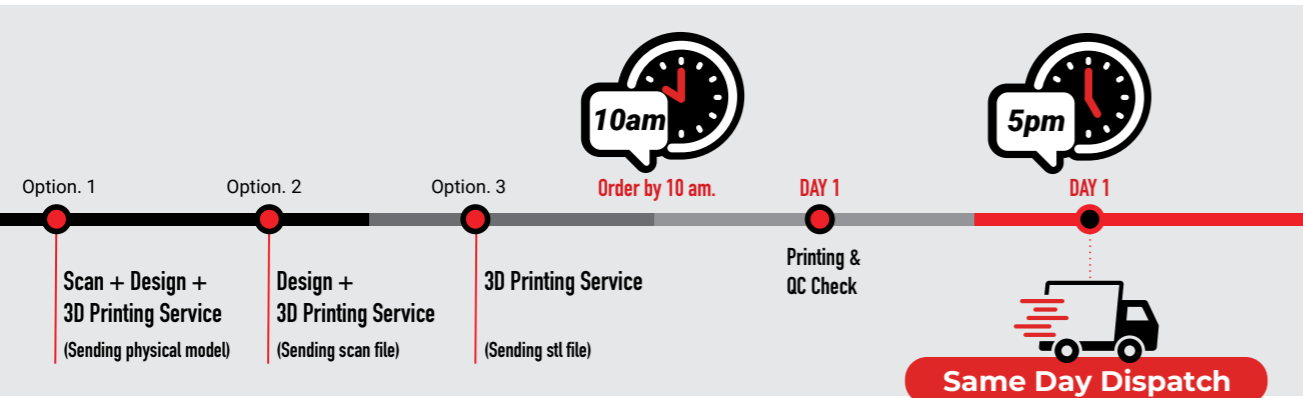 10am
5pm
Option. 1
Option. 2
Option. 3
Order by 10 am.
DAY 1
DAY 1
Scan + Design +
3D Printing Service
(Sending physical model)
Design +
3D Printing Service
(Sending scan file)
3D Printing Service
(Sending stl file)
Printing &
QC Check
Same Day Dispatch